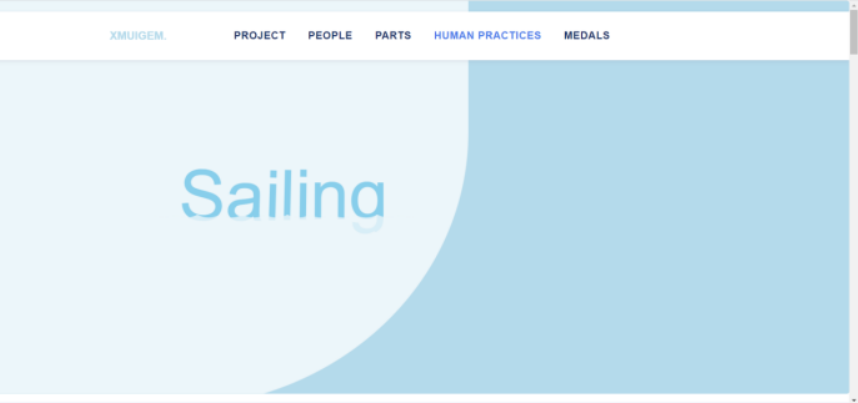 XMUIGEM. PROJECT PEOPLE PARTS HUMAN PRACTICES MEDALS
Sailing